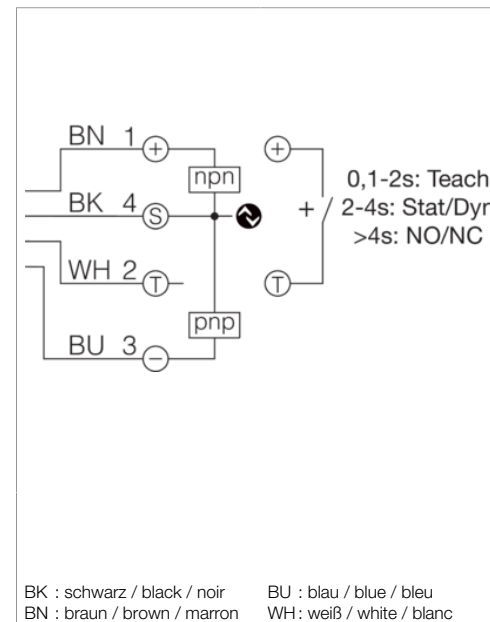 BN 1 +
+
npn
0,1-2s: Teach
BK 4 S
+ 2-4s: Stat/Dyn
>4s: NO/NC
WH 2 T
T
pnp
BU 3 −
BK : schwarz / black / noir
BU : blau / blue / bleu
BN : braun / brown / marron
WH: weiß / white / blanc